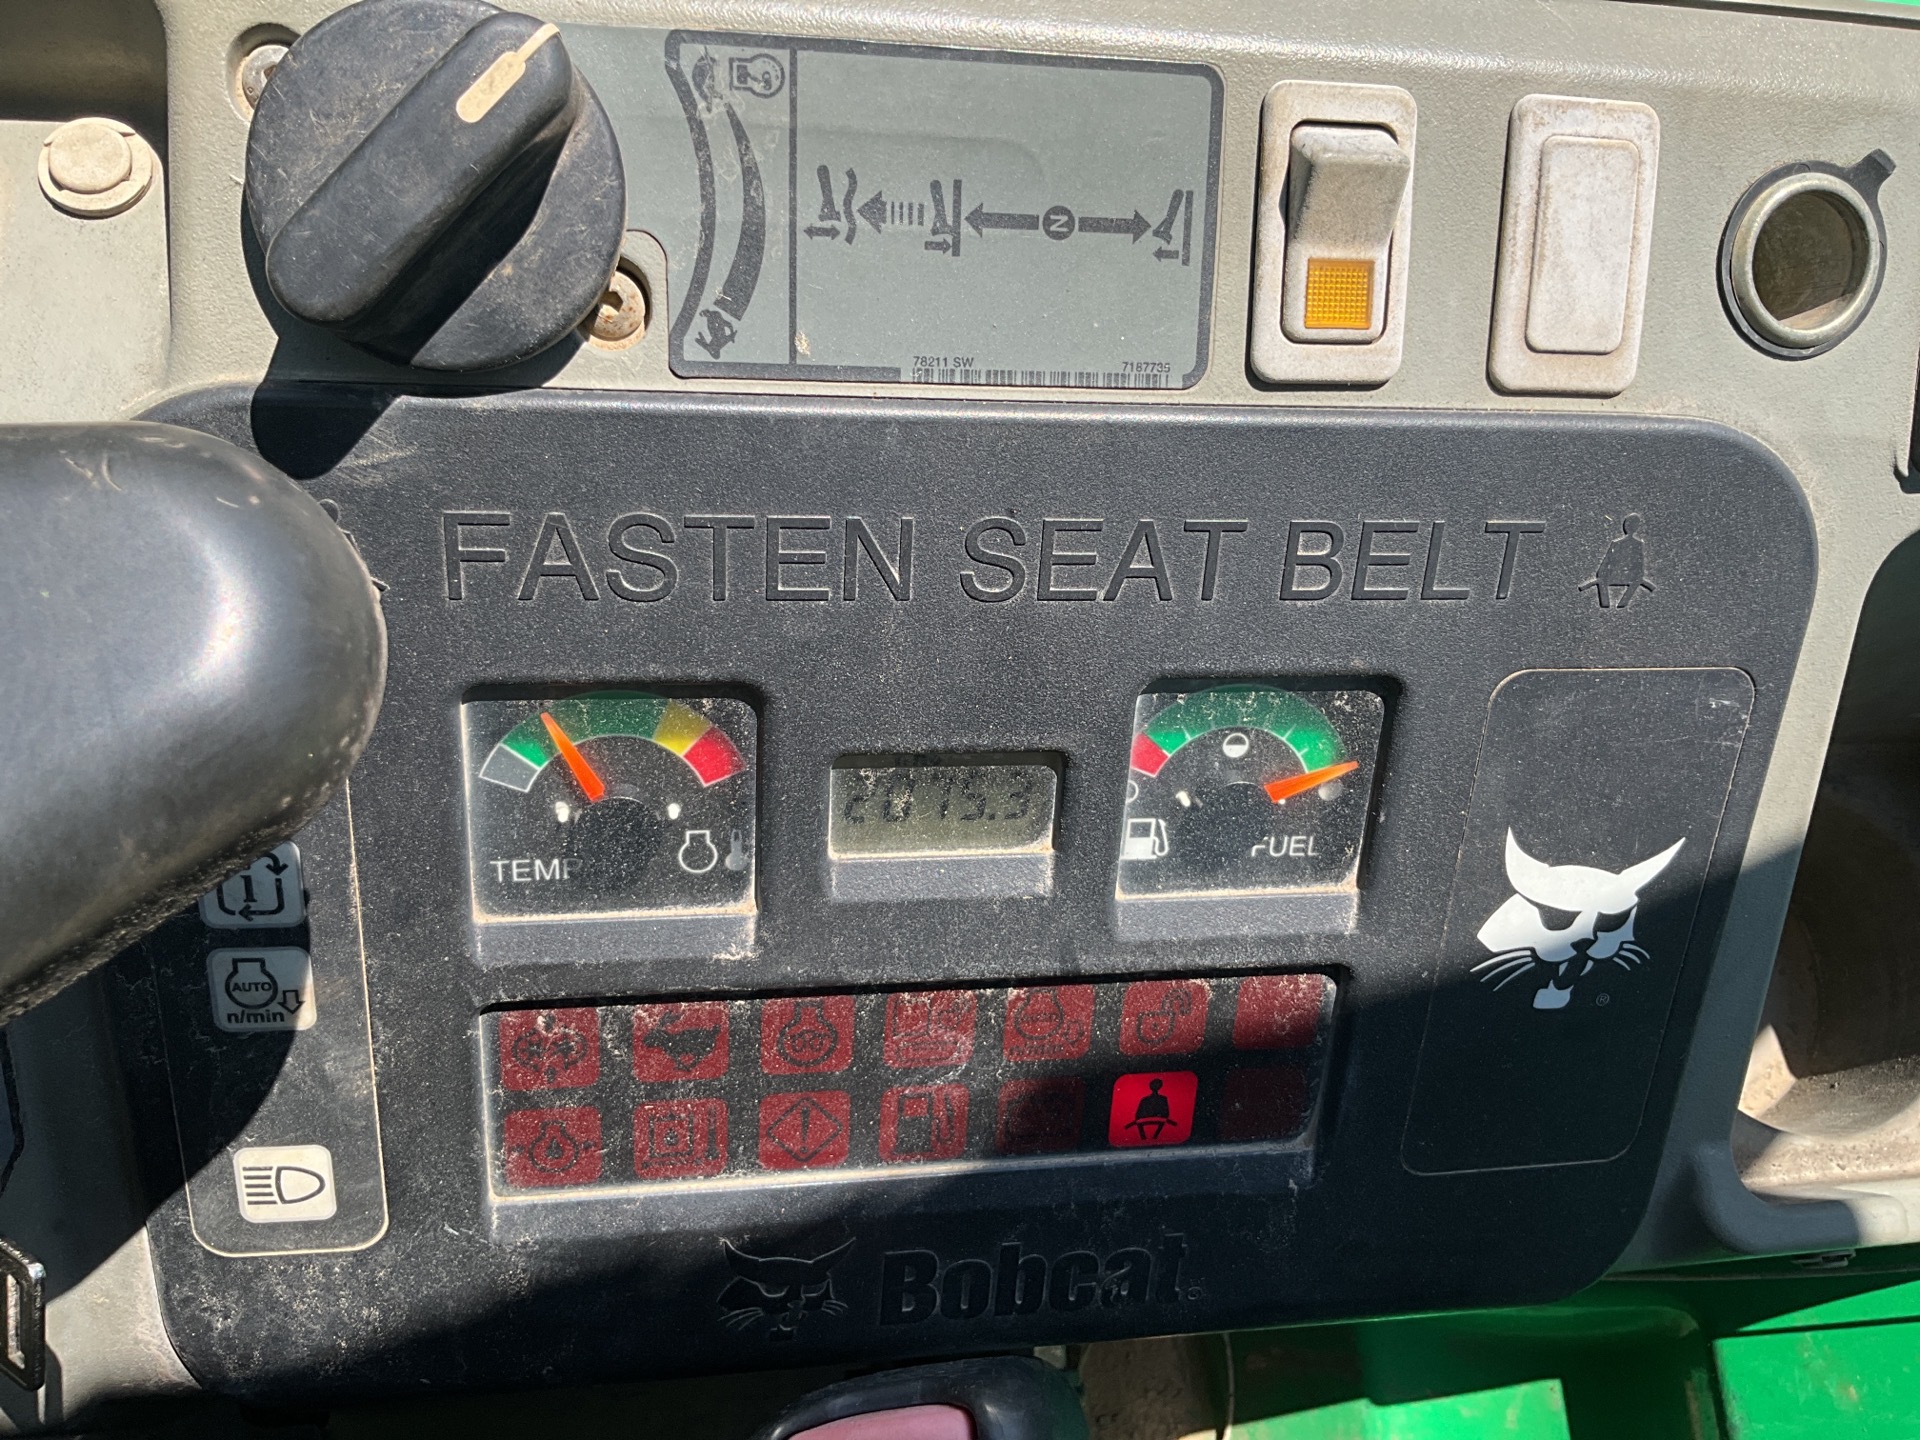 N
78211 SW
7187735
FASTEN SEAT BELT
TEMP
2075.3
FUEL
I
AUTO
n/min
®
Bobcat®